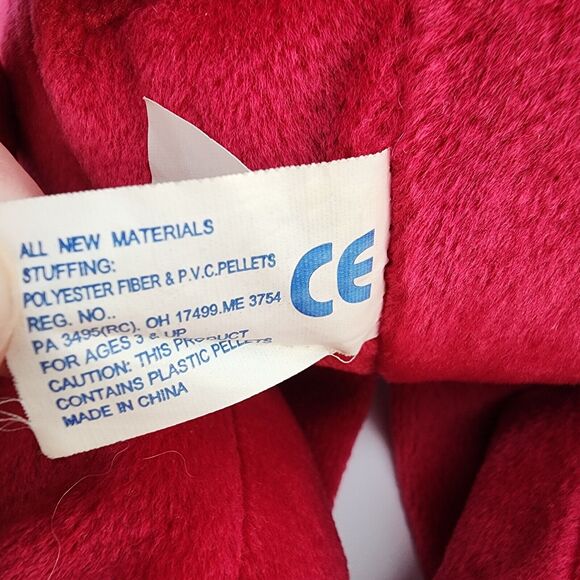 ALL NEW MATERIALS
STUFFING:
POLYESTER FIBER & P.V.C.PELLETS
REG. NO..
PA 3495(RC). OH 17499.ME 3754
FOR AGES 3 & UP
CAUTION: THIS PRODUCT
CONTAINS PLASTIC PELLETS
MADE IN CHINA
CE